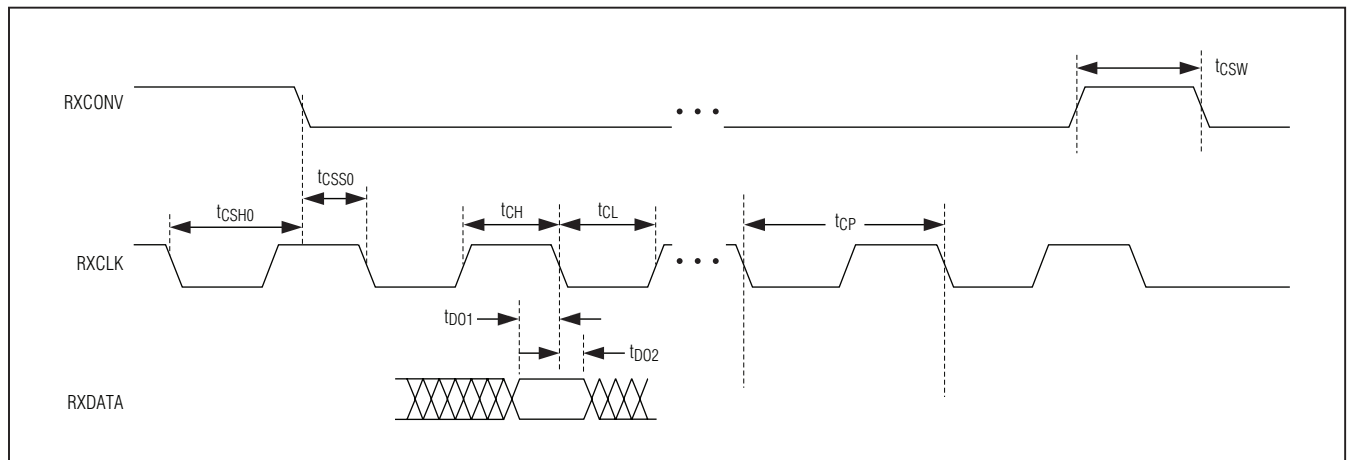 RXCONV
tCSW
tCSS0
tCSH0
tCH
tCL
tCP
RXCLK
tDO1
tDO2
RXDATA